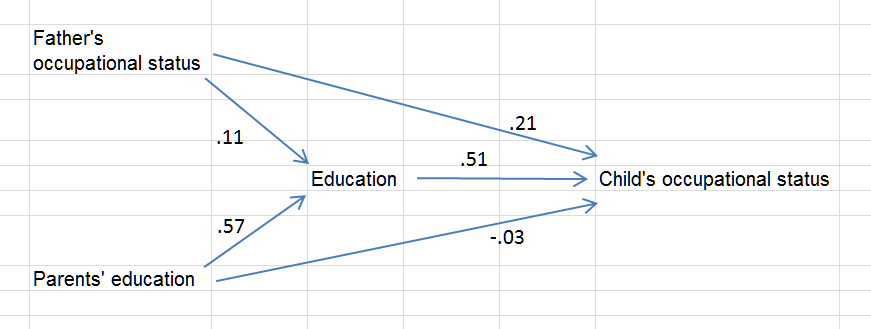 Father's
occupational status
.21
.11
.51
Education
Child's occupational status
.57
-.03
Parents' education